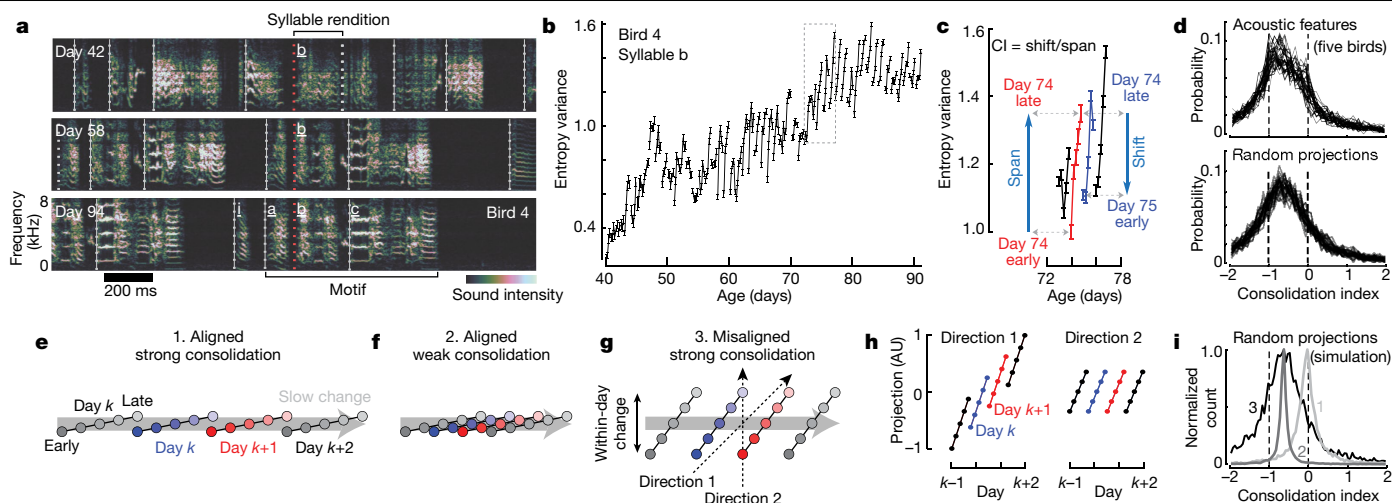 a
Syllable rendition
Day 42
b
Day 58
b
Day 94
i
a
b
c
Bird 4
Frequency
(kHz)
8
0
200 ms
Motif
Sound intensity
b
Bird 4
Syllable b
Entropy variance
1.6
1.0
0.4
40 50 60 70 80 90
Age (days)
c
CI = shift/span
Entropy variance
1.6
1.4
1.2
1.0
Day 74
late
Day 74
late
Span
Shift
Day 74
early
Day 75
early
72 78
Age (days)
d
Acoustic features
(five birds)
Probability
0.1
0
Random projections
Probability
0.1
0
–2 –1 0 1 2
Consolidation index
e
1. Aligned
strong consolidation
Day k
Late
Slow change
Early
Day k
Day k+1
Day k+2
f
2. Aligned
weak consolidation
g
3. Misaligned
strong consolidation
Within-day
change
Direction 1
Direction 2
h
Projection (AU)
1
0
–1
Direction 1
Direction 2
Day k+1
Day k
k–1 k+2
Day
k–1 k+2
Day
i
Random projections
(simulation)
Normalized
count
1.0
0
3
1
2
–2 –1 0 1 2
Consolidation index